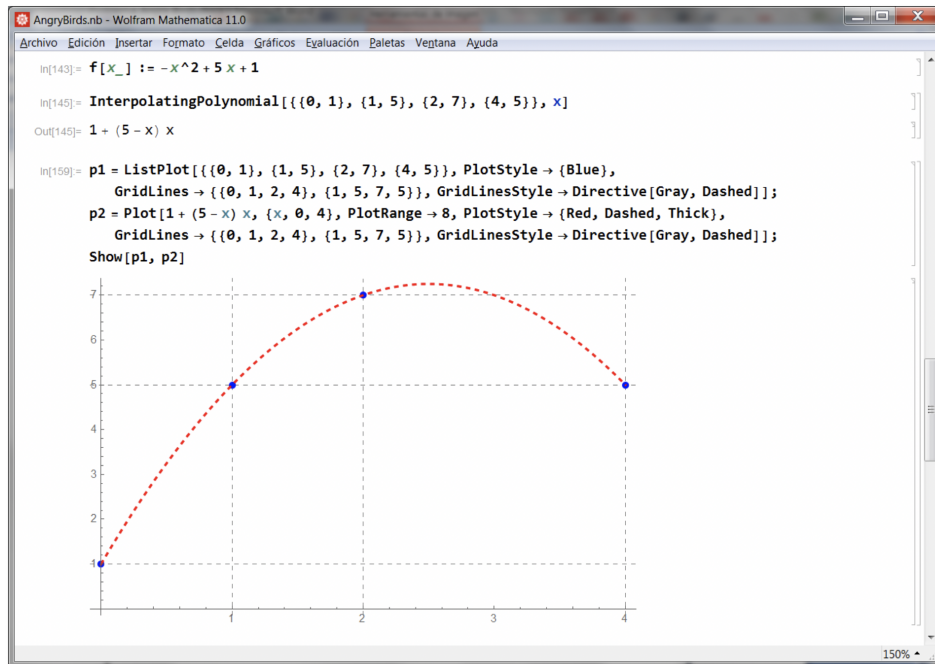 AngryBirds.nb - Wolfram Mathematica 11.0
Archivo Edición Insertar Formato Celda Gráficos Evaluación Paletas Ventana Ayuda
In[143]:= f[x_] := -x^2 + 5 x + 1
In[145]:= InterpolatingPolynomial[{{0, 1}, {1, 5}, {2, 7}, {4, 5}}, x]
Out[145]= 1 + (5 - x) x
In[159]:= p1 = ListPlot[{{0, 1}, {1, 5}, {2, 7}, {4, 5}}, PlotStyle → {Blue},
GridLines → {{0, 1, 2, 4}, {1, 5, 7, 5}}, GridLinesStyle → Directive[Gray, Dashed]];
p2 = Plot[1 + (5 - x) x, {x, 0, 4}, PlotRange → 8, PlotStyle → {Red, Dashed, Thick},
GridLines → {{0, 1, 2, 4}, {1, 5, 7, 5}}, GridLinesStyle → Directive[Gray, Dashed]];
Show[p1, p2]
7
6
5
4
3
2
1
1 2 3 4
150%